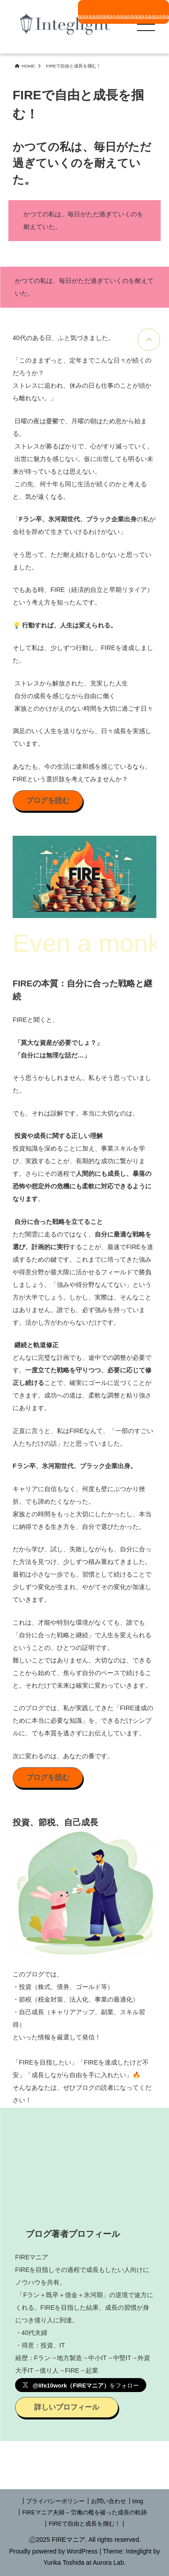 Integlight
HOME > FIREで自由と成長を掴む！
FIREで自由と成長を掴
む！
かつての私は、毎日がただ
過ぎていくのを耐えてい
た。
かつての私は、毎日がただ過ぎていくのを
耐えていた。
かつての私は、毎日がただ過ぎていくのを耐えて
いた。
40代のある日、ふと気づきました。
「このままずっと、定年までこんな日々が続くの
だろうか？
ストレスに追われ、休みの日も仕事のことが頭か
ら離れない。」
日曜の夜は憂鬱で、月曜の朝はため息から始ま
る。
ストレスが募るばかりで、心がすり減っていく。
出世に魅力を感じない。仮に出世しても明るい未
来が待っているとは思えない。
この先、何十年も同じ生活が続くのかと考える
と、気が遠くなる。
「Fラン卒、氷河期世代、ブラック企業出身の私が
会社を辞めて生きていけるわけがない」
そう思って、ただ耐え続けるしかないと思ってい
ました。
でもある時、FIRE（経済的自立と早期リタイア）
という考え方を知ったんです。
💡 行動すれば、人生は変えられる。
そして私は、少しずつ行動し、FIREを達成しまし
た。
ストレスから解放された、充実した人生
自分の成長を感じながら自由に働く
家族とのかけがえのない時間を大切に過ごす日々
満足のいく人生を送りながら、日々成長を実感し
ています。
あなたも、今の生活に違和感を感じているなら、
FIREという選択肢を考えてみませんか？
ブログを読む
FIRE
Even a monk
FIREの本質：自分に合った戦略と継
続
FIREと聞くと、
「莫大な資産が必要でしょ？」
「自分には無理な話だ…」
そう思うかもしれません。私もそう思っていまし
た。
でも、それは誤解です。本当に大切なのは、
投資や成長に関する正しい理解
投資知識を深めることに加え、事業スキルを学
び、実践することが、長期的な成功に繋がりま
す。さらにその過程で人間的にも成長し、暴落の
恐怖や想定外の危機にも柔軟に対応できるように
なります。
自分に合った戦略を立てること
ただ闇雲に走るのではなく、自分に最適な戦略を
選び、計画的に実行することが、最速でFIREを達
成するための鍵です。これまでに培ってきた強み
や得意分野が最大限に活かせるフィールドで勝負
しましょう。「強みや得意分野なんてない」という
方が大半でしょう。しかし、実際は、そんなこと
はありません。誰でも、必ず強みを持っていま
す。活かし方がわからないだけです。
継続と軌道修正
どんなに完璧な計画でも、途中での調整が必要で
す。一度立てた戦略を守りつつ、必要に応じて修
正し続けることで、確実にゴールに近づくことが
できます。成功への道は、柔軟な調整と粘り強さ
にあります。
正直に言うと、私はFIREなんて、「一部のすごい
人たちだけの話」だと思っていました。
Fラン卒、氷河期世代、ブラック企業出身。
キャリアに自信もなく、何度も壁にぶつかり挫
折。でも諦めたくなかった。
家族との時間をもっと大切にしたかったし、本当
に納得できる生き方を、自分で選びたかった。
だから学び、試し、失敗しながらも、自分に合っ
た方法を見つけ、少しずつ積み重ねてきました。
最初は小さな一歩でも、習慣として続けることで
少しずつ変化が生まれ、やがてその変化が加速し
ていきます。
これは、才能や特別な環境がなくても、誰でも
「自分に合った戦略と継続」で人生を変えられる
というこの、ひとつの証明です。
難しいことではありません。大切なのは、できる
ことから始めて、焦らず自分のペースで続けるこ
と。それだけで未来は確実に変わっていきます。
このブログでは、私が実践してきた「FIRE達成の
ために本当に必要な知識」を、できるだけシンプ
ルに、でも本質を逃さずにお伝えしています。
次に変わるのは、あなたの番です。
ブログを読む
投資、節税、自己成長
このブログでは、
・投資（株式、債券、ゴールド等）
・節税（税金対策、法人化、事業の最適化）
・自己成長（キャリアアップ、副業、スキル習
得）
といった情報を厳選して発信！
「FIREを目指したい」「FIREを達成したけど不
安」「成長しながら自由を手に入れたい」🔥
そんなあなたは、ぜひブログの読者になってくだ
さい！
ブログ著者プロフィール
FIREマニア
FIREを目指しその過程で成長もしたい人向けに
ノウハウを共有。
「Fラン＋既卒＋借金＋氷河期」の逆境で途方に
くれる。FIREを目指した結果、成長の習慣が身
につき億り人に到達。
・40代夫婦
・得意：投資、IT
経歴：Fラン→地方製造→中小IT→中堅IT→外資
大手IT→億り人→FIRE→起業
@life10work（FIREマニア）をフォロー
詳しいプロフィール
| プライバシーポリシー | お問い合わせ | blog
| FIREマニア夫婦 – 労働の檻を破った成長の軌跡
| FIREで自由と成長を掴む！ |
©2025 FIREマニア. All rights reserved.
Proudly powered by WordPress | Theme: Integlight by
Yurika Toshida at Aurora Lab.